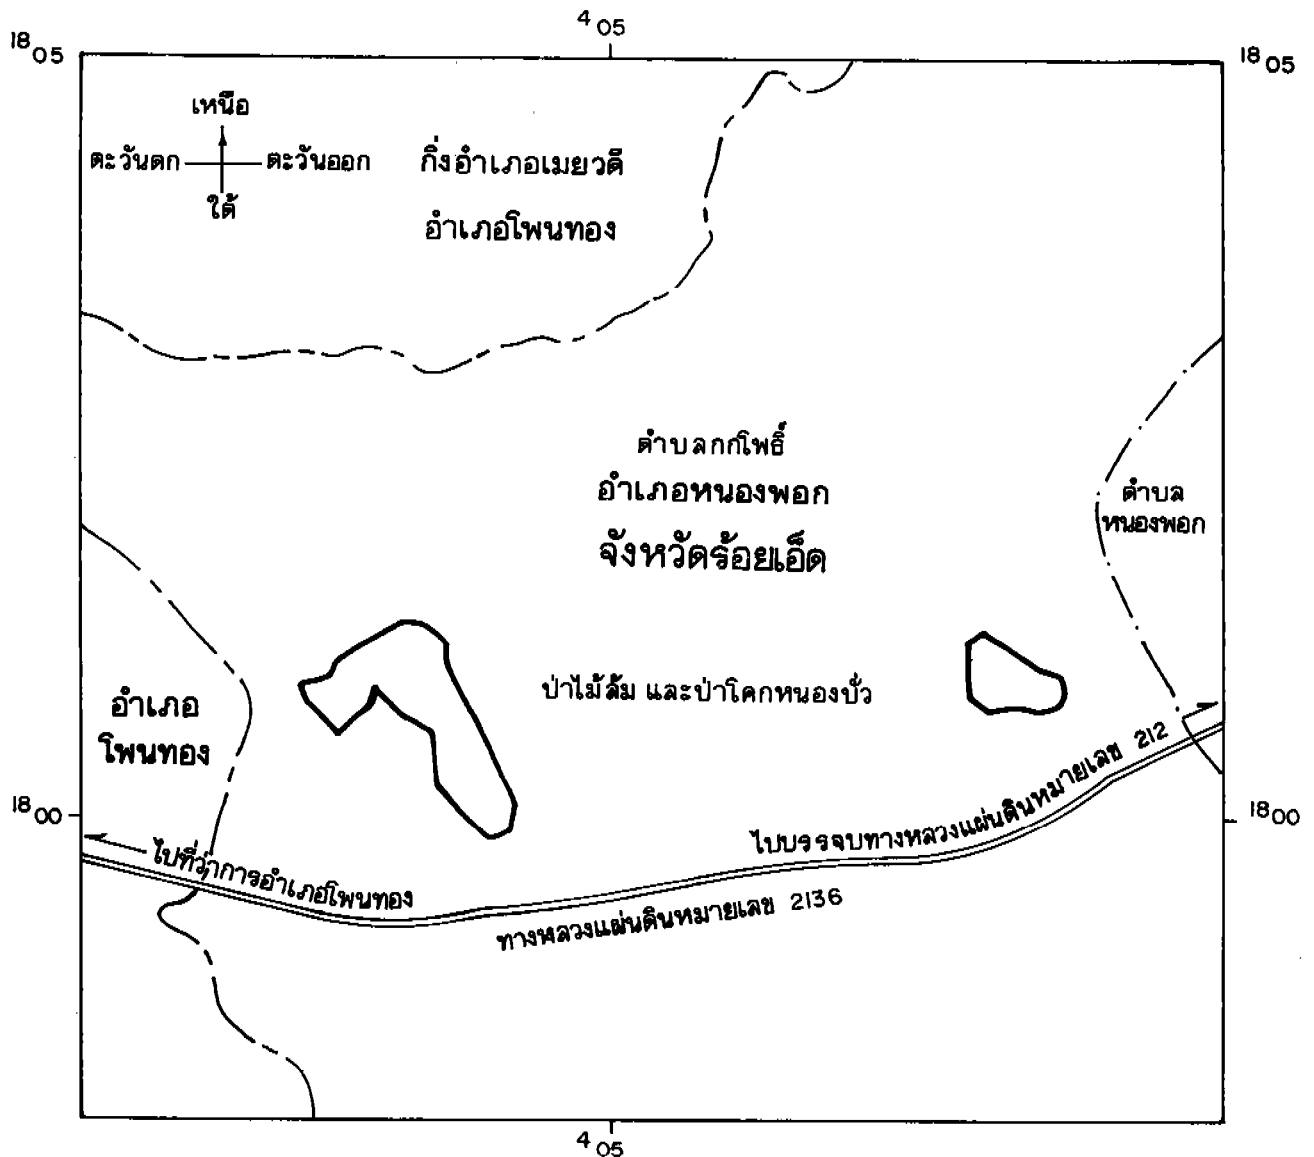 4 05
18 05
18 05
เหนือ
ตะวันตก
ตะวันออก
ใต้
กิ่งอำเภอเมยวดี
อำเภอโพนทอง
ตำบลกกโพธิ์
อำเภอหนองพอก
จังหวัดร้อยเอ็ด
ตำบล
หนองพอก
ป่าไม้ล้ม และป่าโคกหนองบั่ว
อำเภอ
โพนทอง
18 00
18 00
ไปบรรจบทางหลวงแผ่นดินหมายเลข 212
ไปที่ว่าการอำเภอโพนทอง
ทางหลวงแผ่นดินหมายเลข 2136
4 05